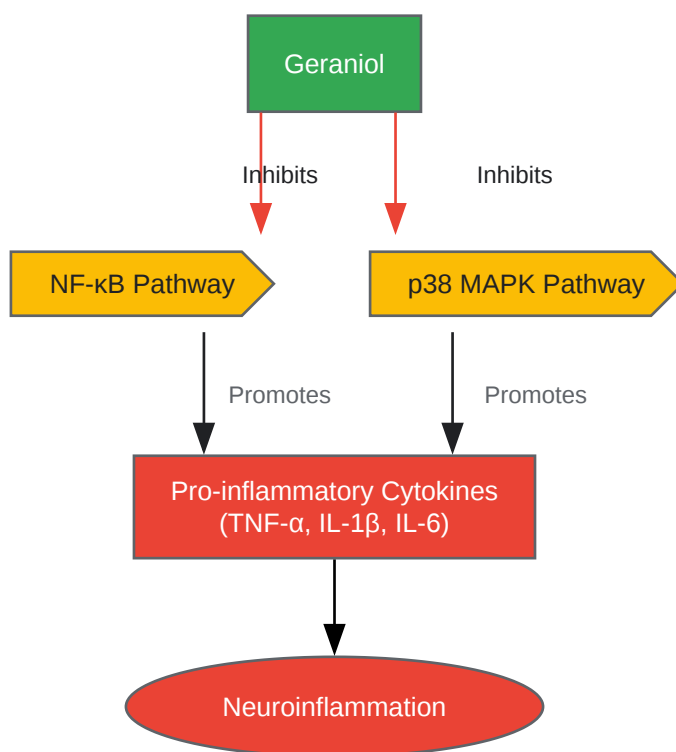 Geraniol
Inhibits
Inhibits
NF-κB Pathway
p38 MAPK Pathway
Promotes
Promotes
Pro-inflammatory Cytokines
(TNF-α, IL-1β, IL-6)
Neuroinflammation